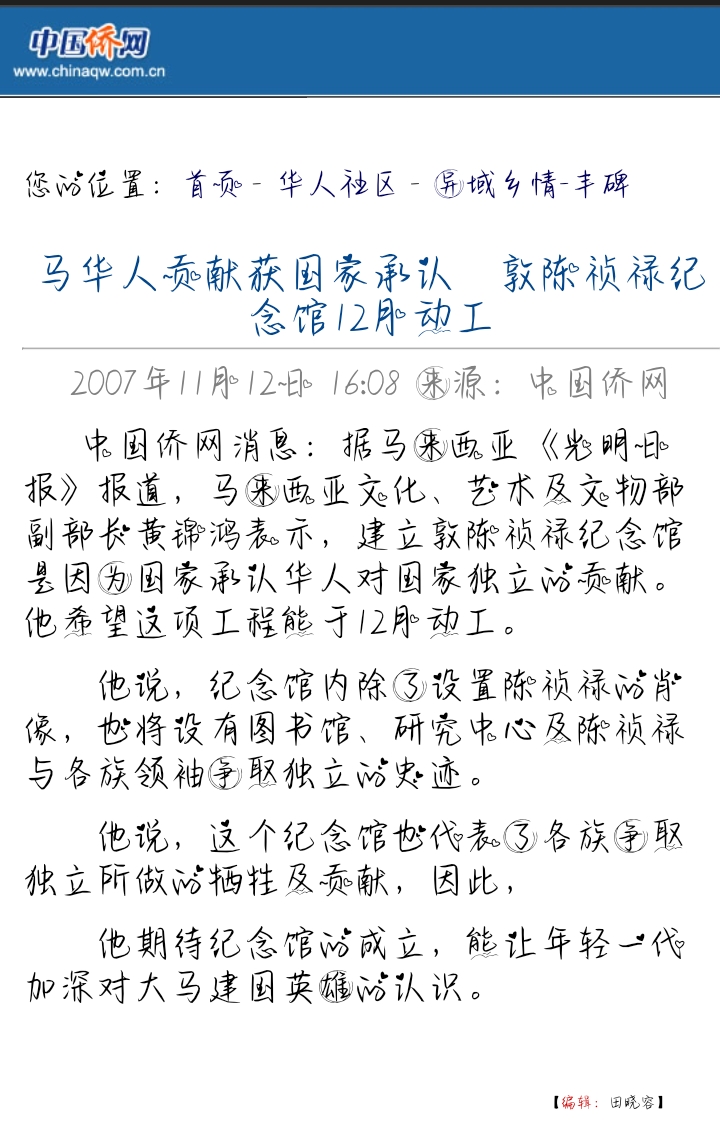 中国侨网
www.chinaqw.com.cn
您的位置：首页－华人社区－异域乡情-丰碑
马华人贡献获国家承认　敦陈祯禄纪
念馆12月动工
2007年11月12日 16:08 来源：中国侨网
中国侨网消息：据马来西亚《光明日
报》报道，马来西亚文化、艺术及文物部
副部长黄锦鸿表示，建立敦陈祯禄纪念馆
是因为国家承认华人对国家独立的贡献。
他希望这项工程能于12月动工。
他说，纪念馆内除了设置陈祯禄的肖
像，也将设有图书馆、研究中心及陈祯禄
与各族领袖争取独立的史迹。
他说，这个纪念馆也代表了各族争取
独立所做的牺牲及贡献，因此，
他期待纪念馆的成立，能让年轻一代
加深对大马建国英雄的认识。
【编辑：田晓容】